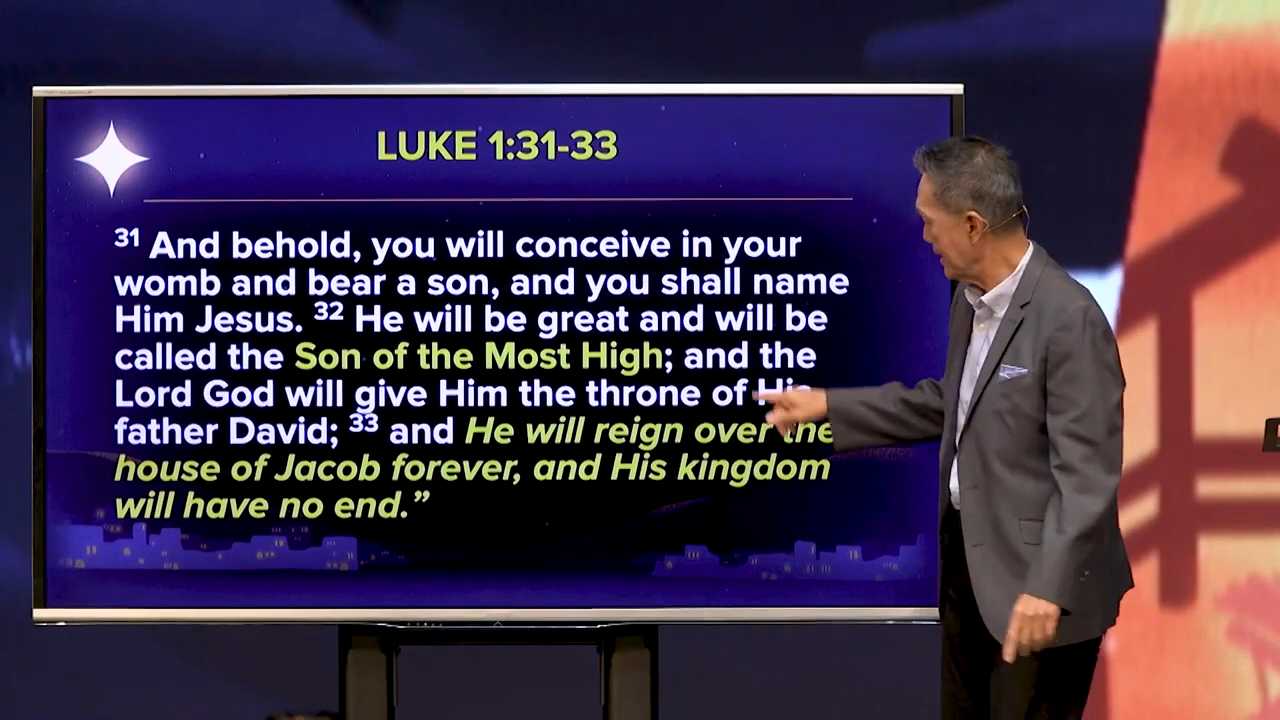 LUKE 1:31-33
31 And behold, you will conceive in your
womb and bear a son, and you shall name
Him Jesus. 32 He will be great and will be
called the Son of the Most High; and the
Lord God will give Him the throne of His
father David; 33 and He will reign over the
house of Jacob forever, and His kingdom
will have no end.”